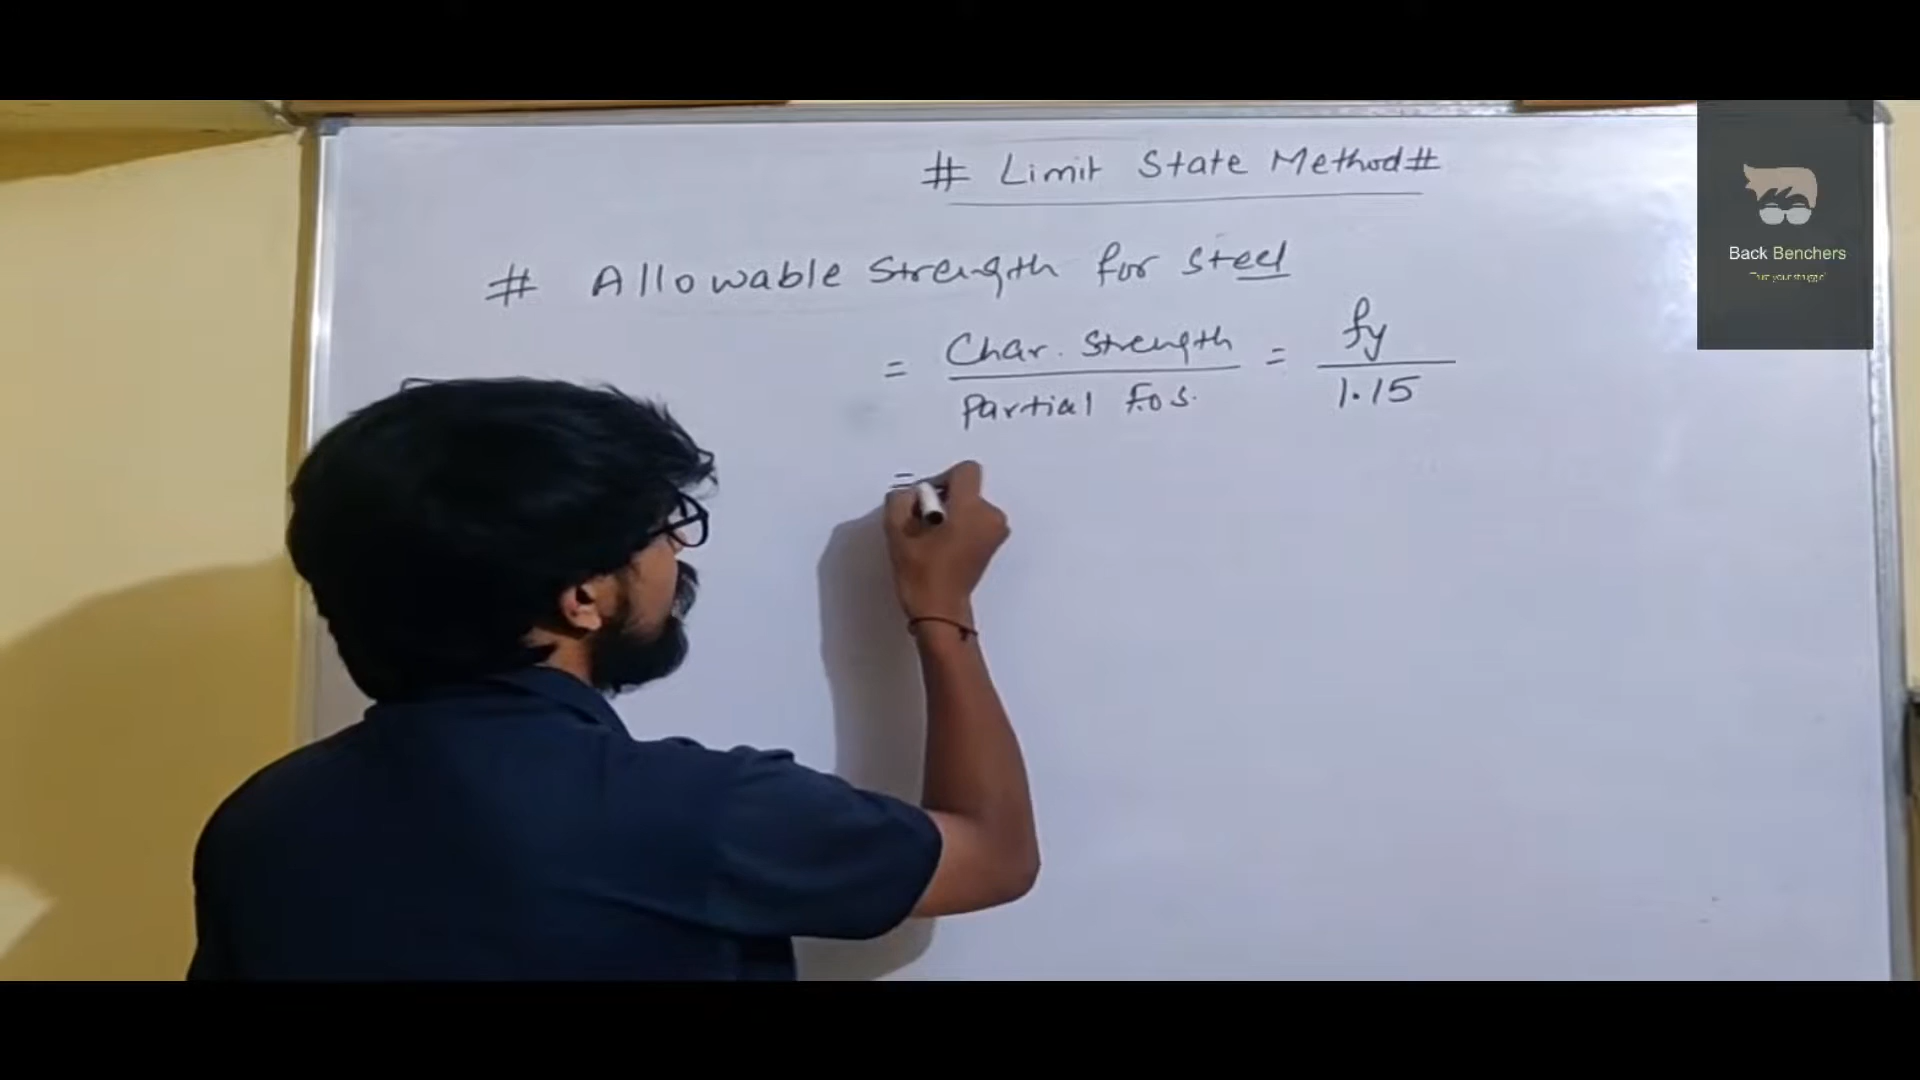 # Limit State Method #
# Allowable Strength for Steel
= Char. Strength / Partial F.O.S. = fy / 1.15
=
Back Benchers